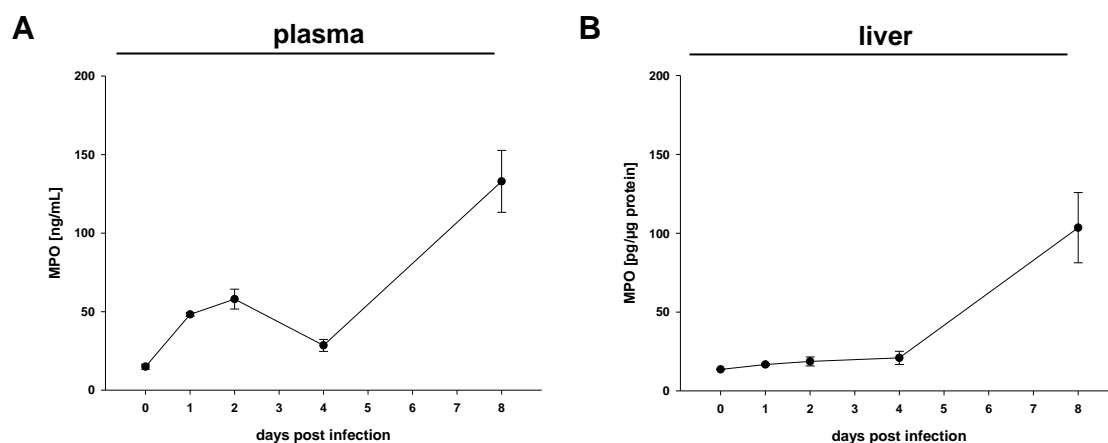 A
plasma
MPO [ng/mL]
200
150
100
50
0
0 1 2 3 4 5 6 7 8
days post infection
B
liver
MPO [pg/µg protein]
200
150
100
50
0
0 1 2 3 4 5 6 7 8
days post infection